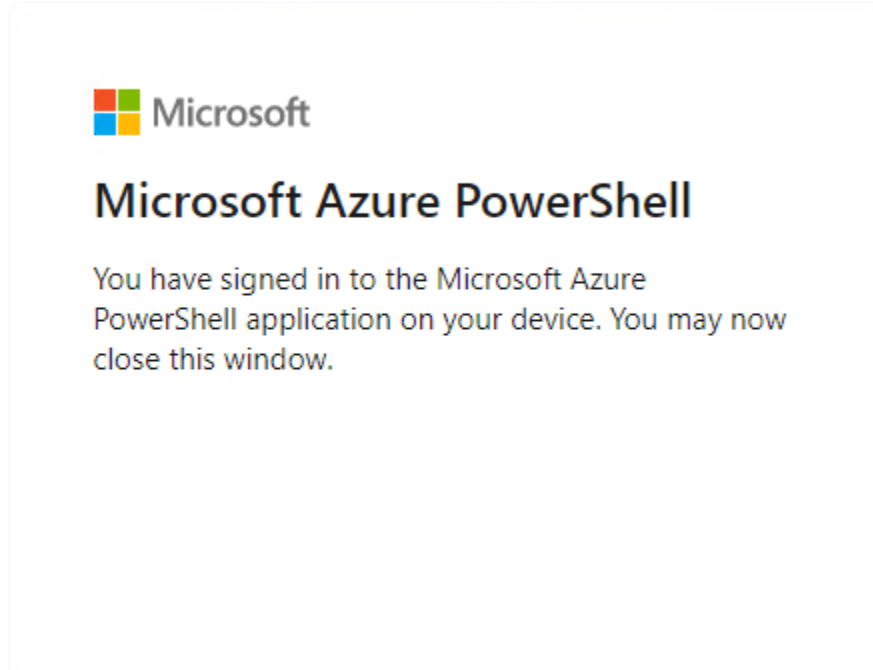 Microsoft
Microsoft Azure PowerShell
You have signed in to the Microsoft Azure
PowerShell application on your device. You may now
close this window.